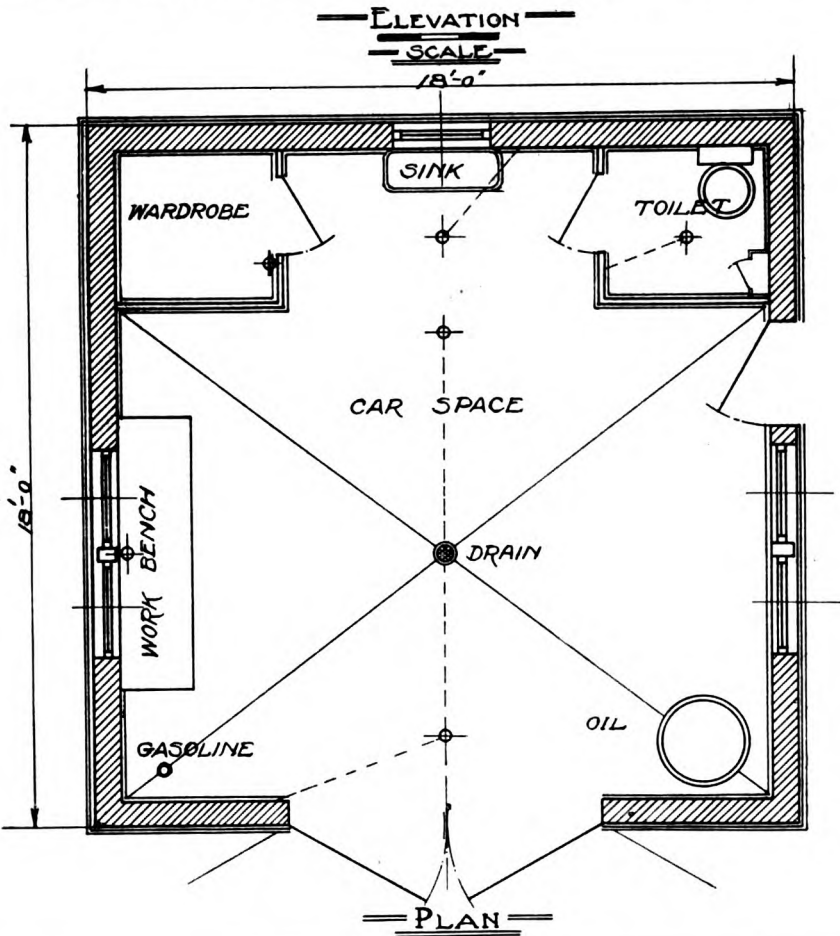 ELEVATION
SCALE
18'-0"
SINK
WARDROBE
TOILET
CAR SPACE
18'-0"
WORK BENCH
DRAIN
OIL
GASOLINE
PLAN